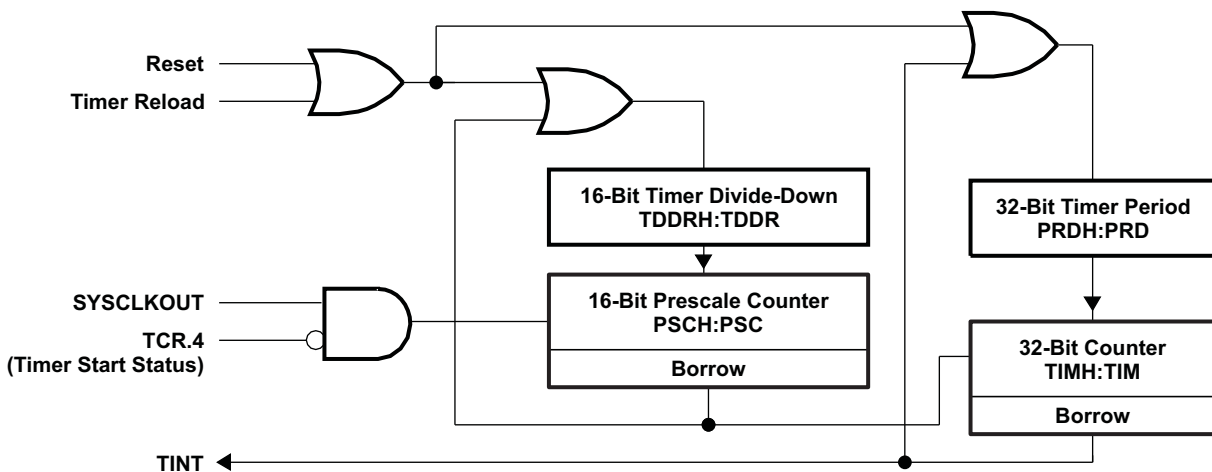 Reset
Timer Reload
16-Bit Timer Divide-Down
TDDRH:TDDR
32-Bit Timer Period
PRDH:PRD
SYSCLKOUT
TCR.4
(Timer Start Status)
16-Bit Prescale Counter
PSCH:PSC
Borrow
32-Bit Counter
TIMH:TIM
Borrow
TINT